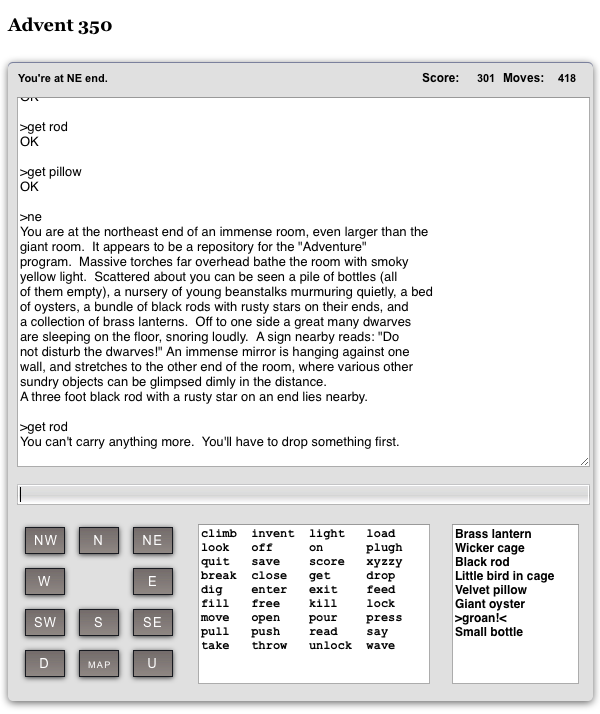 Advent 350
You're at NE end.
Score: 301 Moves: 418
OK
>get rod
OK
>get pillow
OK
>ne
You are at the northeast end of an immense room, even larger than the
giant room. It appears to be a repository for the "Adventure"
program. Massive torches far overhead bathe the room with smoky
yellow light. Scattered about you can be seen a pile of bottles (all
of them empty), a nursery of young beanstalks murmuring quietly, a bed
of oysters, a bundle of black rods with rusty stars on their ends, and
a collection of brass lanterns. Off to one side a great many dwarves
are sleeping on the floor, snoring loudly. A sign nearby reads: "Do
not disturb the dwarves!" An immense mirror is hanging against one
wall, and stretches to the other end of the room, where various other
sundry objects can be glimpsed dimly in the distance.
A three foot black rod with a rusty star on an end lies nearby.
>get rod
You can't carry anything more. You'll have to drop something first.
NW N NE
W E
SW S SE
D MAP U
climb invent light load
look off on plugh
quit save score xyzzy
break close get drop
dig enter exit feed
fill free kill lock
move open pour press
pull push read say
take throw unlock wave
Brass lantern
Wicker cage
Black rod
Little bird in cage
Velvet pillow
Giant oyster
>groan!<
Small bottle